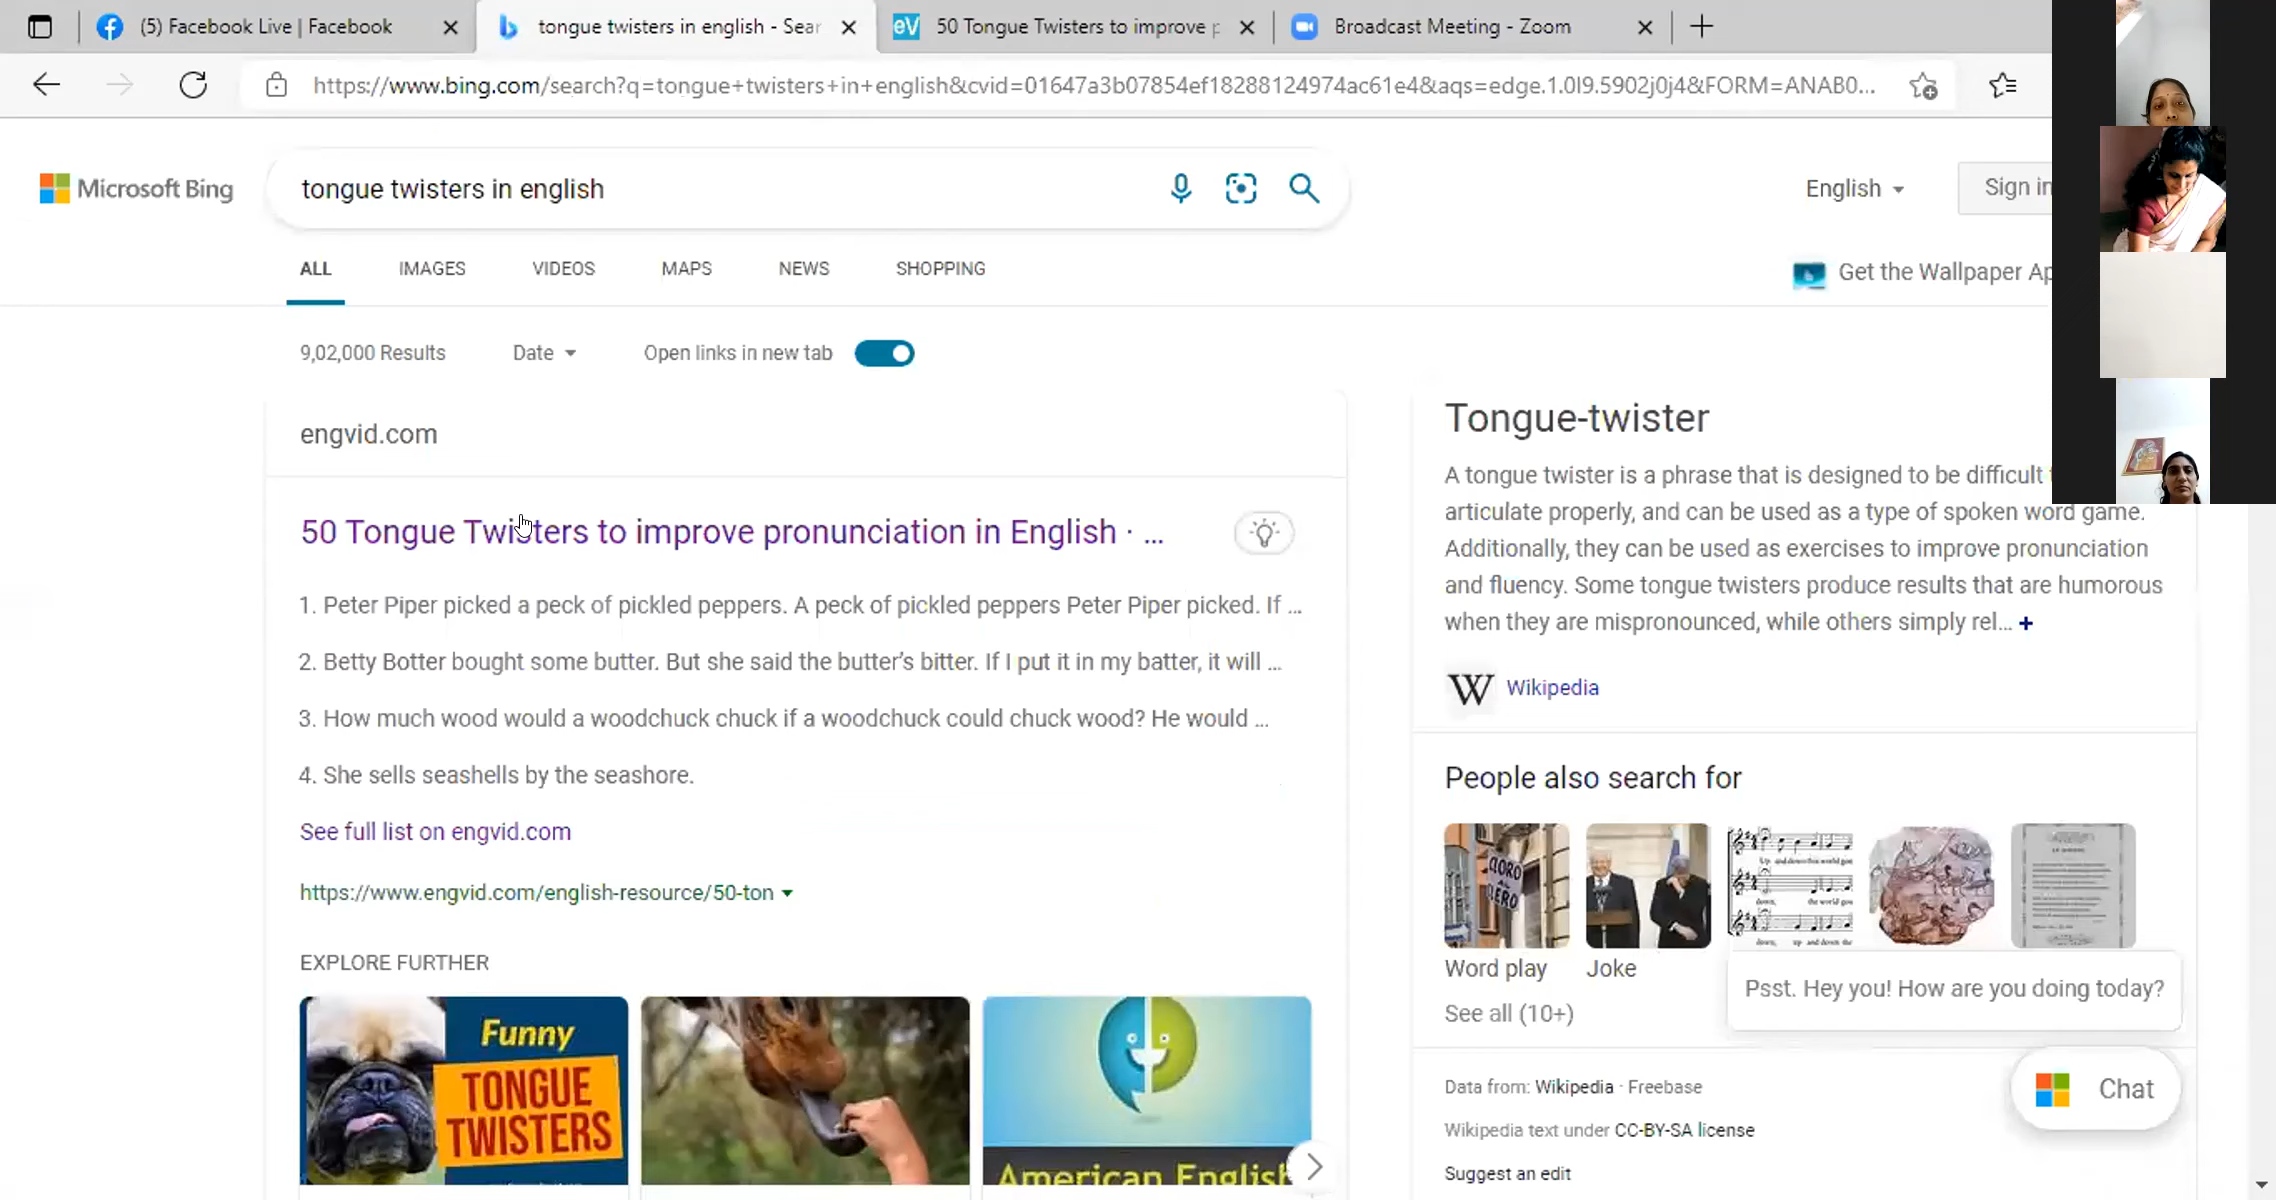 (5) Facebook Live | Facebook
tongue twisters in english - Sear
50 Tongue Twisters to improve p
Broadcast Meeting - Zoom
https://www.bing.com/search?q=tongue+twisters+in+english&cvid=01647a3b07854ef18288124974ac61e4&aqs=edge.1.0l9.5902j0j4&FORM=ANAB0...
Microsoft Bing
tongue twisters in english
English
Sign in
ALL IMAGES VIDEOS MAPS NEWS SHOPPING
Get the Wallpaper Ap
9,02,000 Results Date Open links in new tab
engvid.com
50 Tongue Twisters to improve pronunciation in English · ...
1. Peter Piper picked a peck of pickled peppers. A peck of pickled peppers Peter Piper picked. If ...
2. Betty Botter bought some butter. But she said the butter's bitter. If I put it in my batter, it will ...
3. How much wood would a woodchuck chuck if a woodchuck could chuck wood? He would ...
4. She sells seashells by the seashore.
See full list on engvid.com
https://www.engvid.com/english-resource/50-ton
EXPLORE FURTHER
Funny
TONGUE
TWISTERS
American English
Tongue-twister
A tongue twister is a phrase that is designed to be difficult
articulate properly, and can be used as a type of spoken word game.
Additionally, they can be used as exercises to improve pronunciation
and fluency. Some tongue twisters produce results that are humorous
when they are mispronounced, while others simply rel... +
W Wikipedia
People also search for
CLORO
CLERO
Word play
Joke
See all (10+)
Psst. Hey you! How are you doing today?
Chat
Data from: Wikipedia · Freebase
Wikipedia text under CC-BY-SA license
Suggest an edit